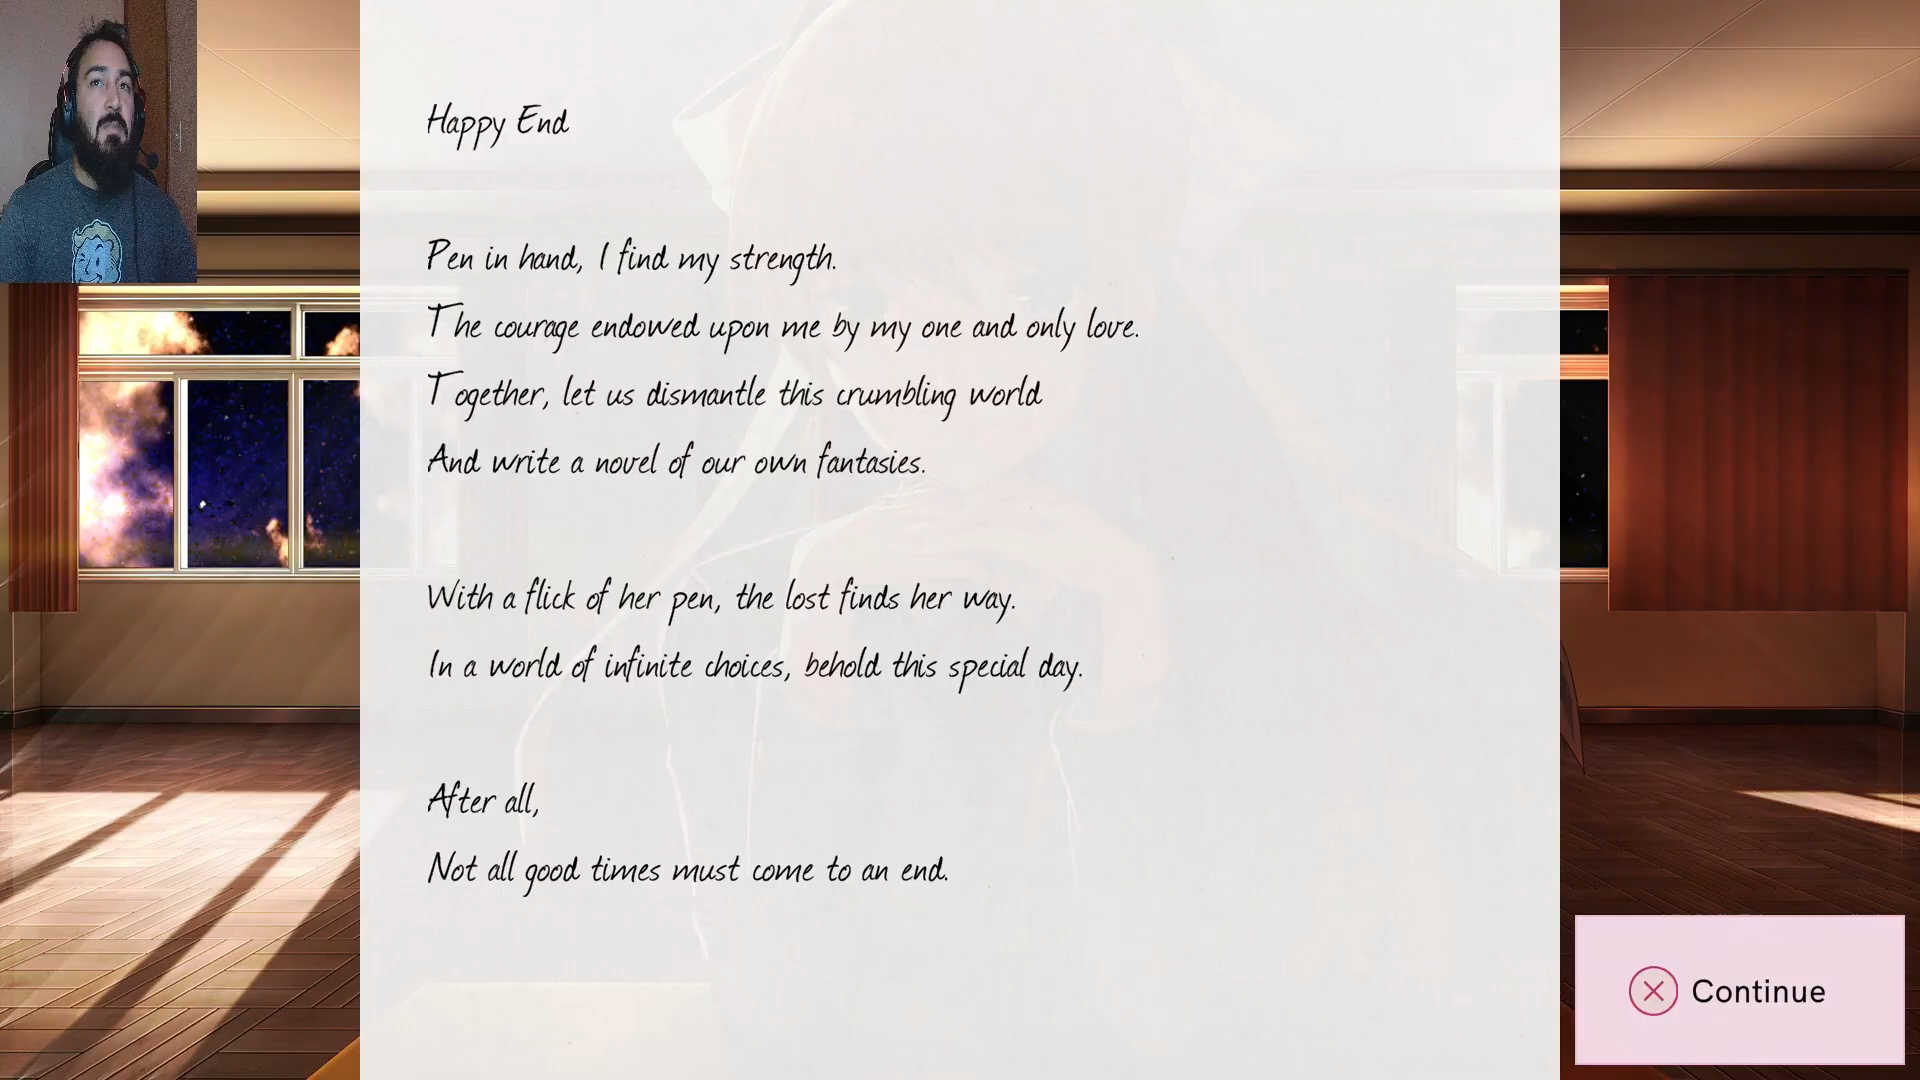 Happy End
Pen in hand, I find my strength.
The courage endowed upon me by my one and only love.
Together, let us dismantle this crumbling world
And write a novel of our own fantasies.
With a flick of her pen, the lost finds her way.
In a world of infinite choices, behold this special day.
After all,
Not all good times must come to an end.
Continue